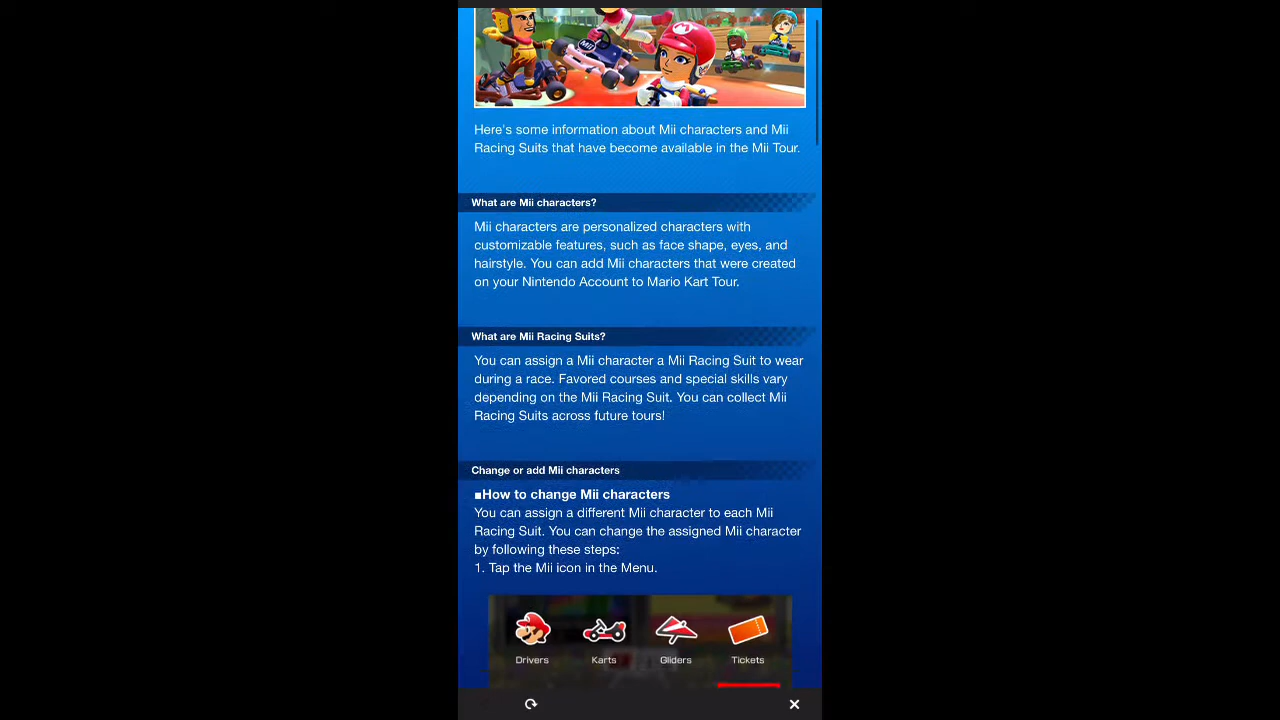 Here's some information about Mii characters and Mii
Racing Suits that have become available in the Mii Tour.
What are Mii characters?
Mii characters are personalized characters with
customizable features, such as face shape, eyes, and
hairstyle. You can add Mii characters that were created
on your Nintendo Account to Mario Kart Tour.
What are Mii Racing Suits?
You can assign a Mii character a Mii Racing Suit to wear
during a race. Favored courses and special skills vary
depending on the Mii Racing Suit. You can collect Mii
Racing Suits across future tours!
Change or add Mii characters
■How to change Mii characters
You can assign a different Mii character to each Mii
Racing Suit. You can change the assigned Mii character
by following these steps:
1. Tap the Mii icon in the Menu.
Drivers Karts Gliders Tickets